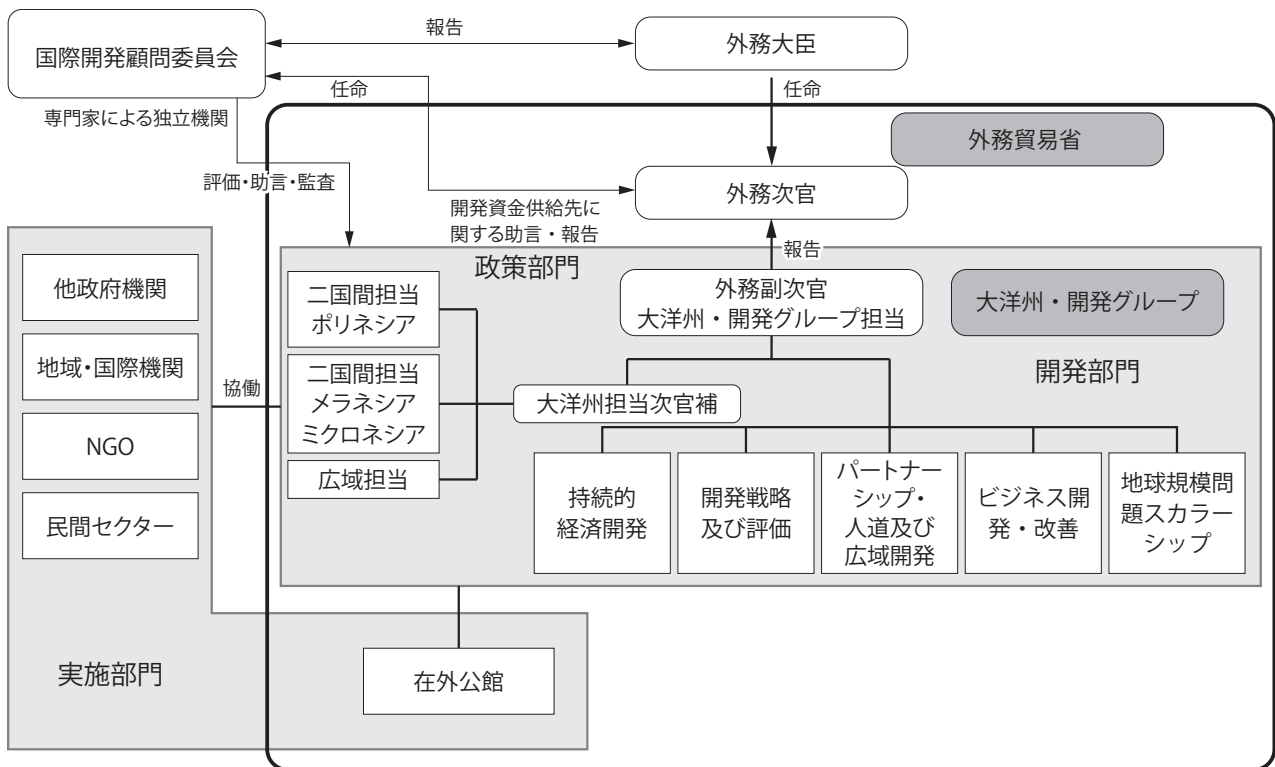 報告
国際開発顧問委員会
外務大臣
任命
任命
専門家による独立機関
外務貿易省
評価・助言・監査
外務次官
開発資金供給先に
関する助言・報告
報告
政策部門
他政府機関
地域・国際機関
NGO
民間セクター
協働
二国間担当
ポリネシア
二国間担当
メラネシア
ミクロネシア
広域担当
外務副次官
大洋州・開発グループ担当
大洋州・開発グループ
開発部門
大洋州担当次官補
持続的
経済開発
開発戦略
及び評価
パートナー
シップ・
人道及び
広域開発
ビジネス開
発・改善
地球規模問
題スカラー
シップ
実施部門
在外公館